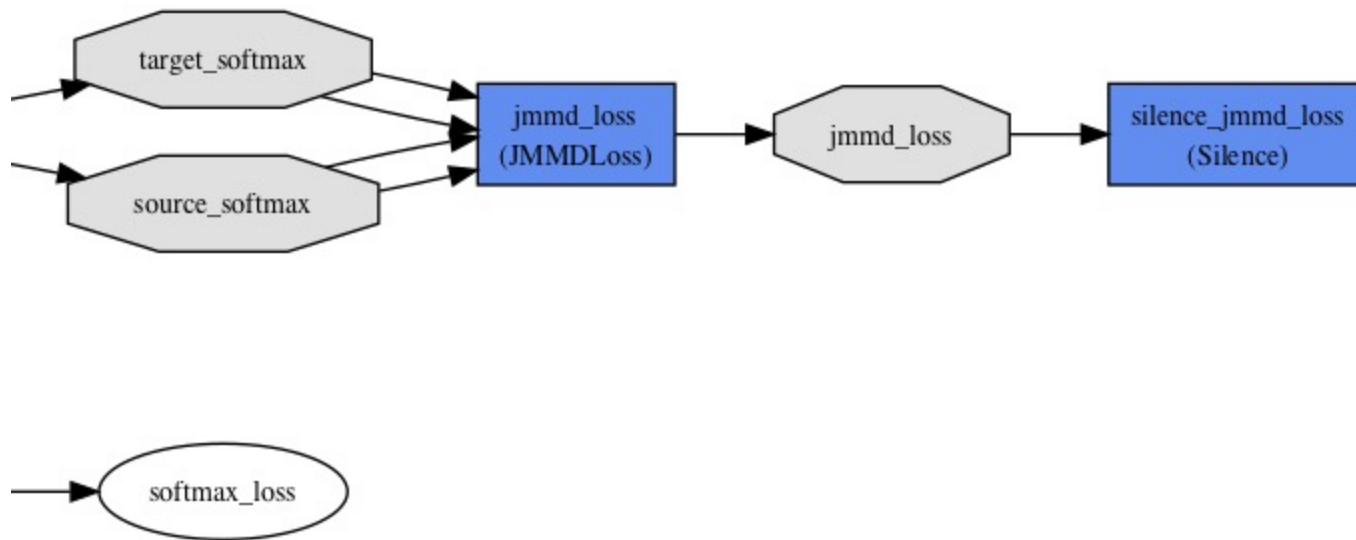 target_softmax
source_softmax
jmmd_loss
(JMMDLoss)
jmmd_loss
silence_jmmd_loss
(Silence)
softmax_loss